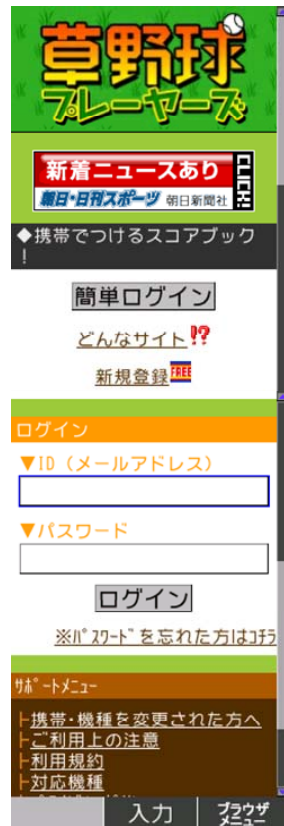 草野球
プレーヤーズ
新着ニュースあり
CLICK!
朝日・日刊スポーツ 朝日新聞社
◆携帯でつけるスコアブック
!
簡単ログイン
どんなサイト!?
新規登録FREE
ログイン
▼ID (メールアドレス)
▼パスワード
ログイン
※ﾊﾟｽﾜｰﾄﾞを忘れた方はｺﾁﾗ
ｻﾎﾟｰﾄﾒﾆｭｰ
├携帯・機種を変更された方へ
├ご利用上の注意
├利用規約
├対応機種
入力
ブラウザ
メニュー